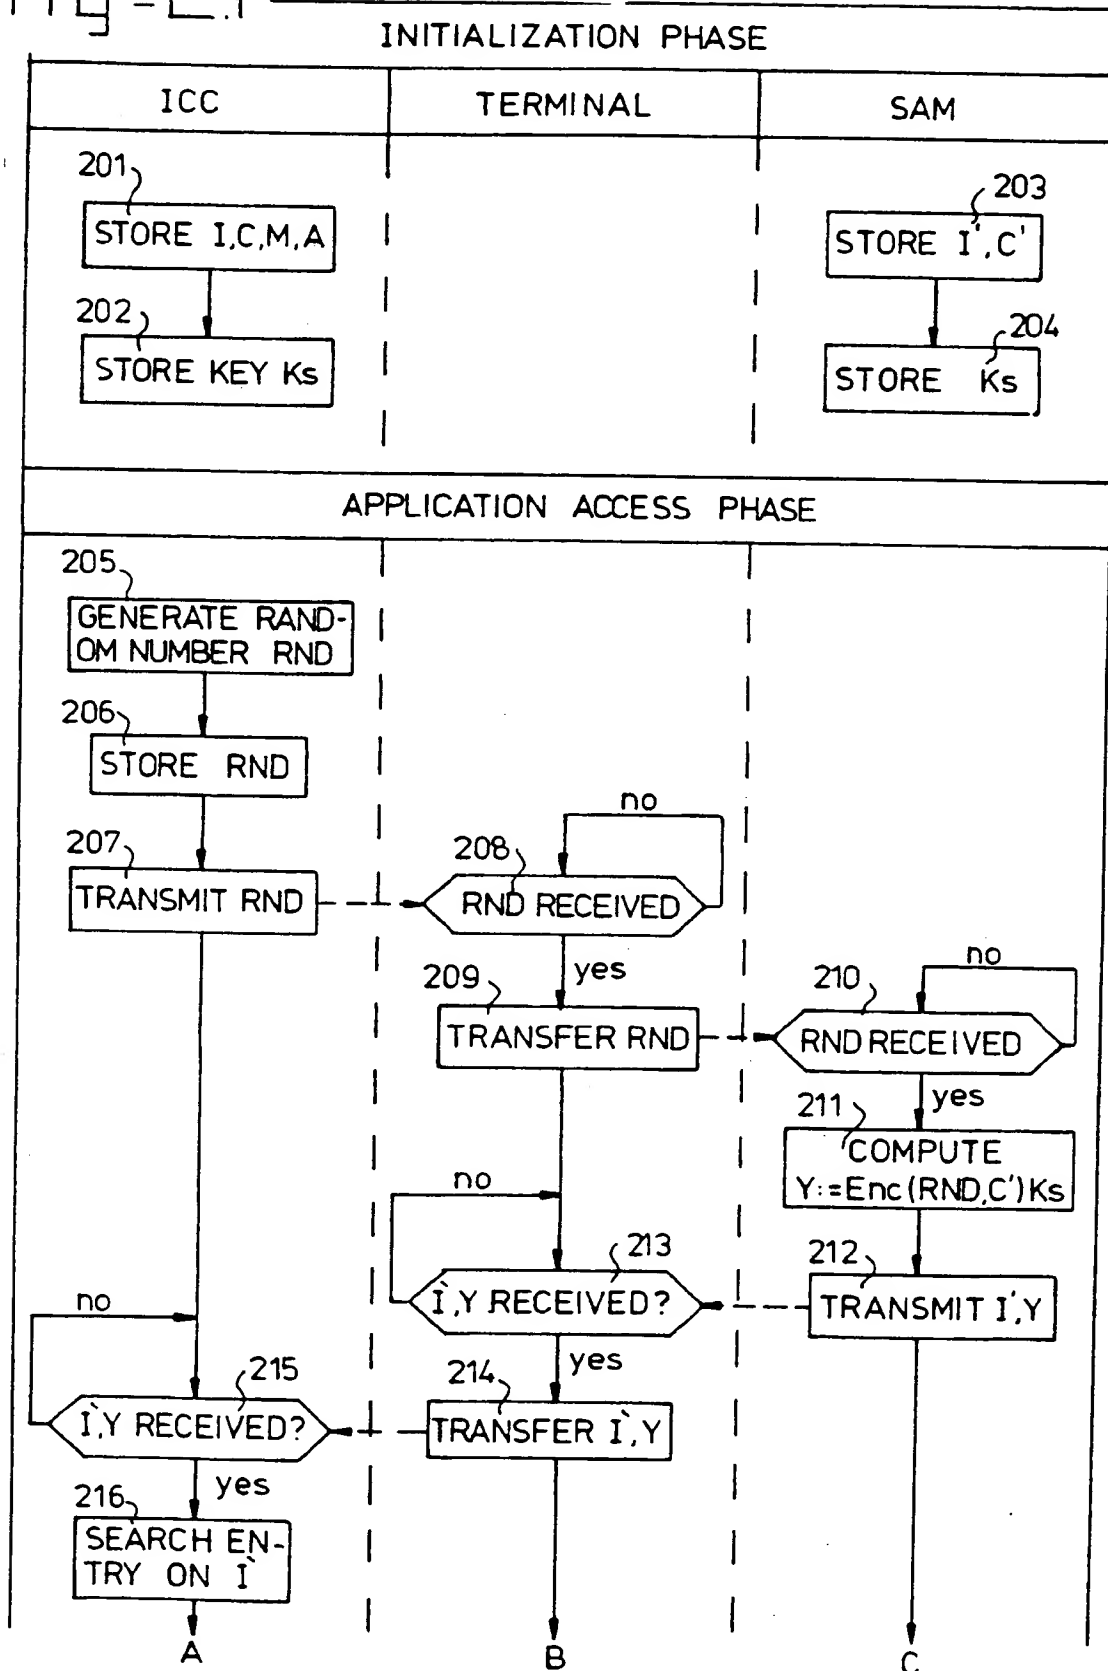 Fig-2.1
INITIALIZATION PHASE
ICC
TERMINAL
SAM
201
STORE I,C,M,A
203
STORE I',C'
202
STORE KEY Ks
204
STORE Ks
APPLICATION ACCESS PHASE
205
GENERATE RAND-
OM NUMBER RND
206
STORE RND
207
TRANSMIT RND
no
208
RND RECEIVED
yes
209
TRANSFER RND
no
210
RND RECEIVED
yes
211
COMPUTE
Y:=Enc(RND,C')Ks
212
TRANSMIT I',Y
no
213
I',Y RECEIVED?
yes
214
TRANSFER I',Y
no
215
I',Y RECEIVED?
yes
216
SEARCH EN-
TRY ON I'
A
B
C